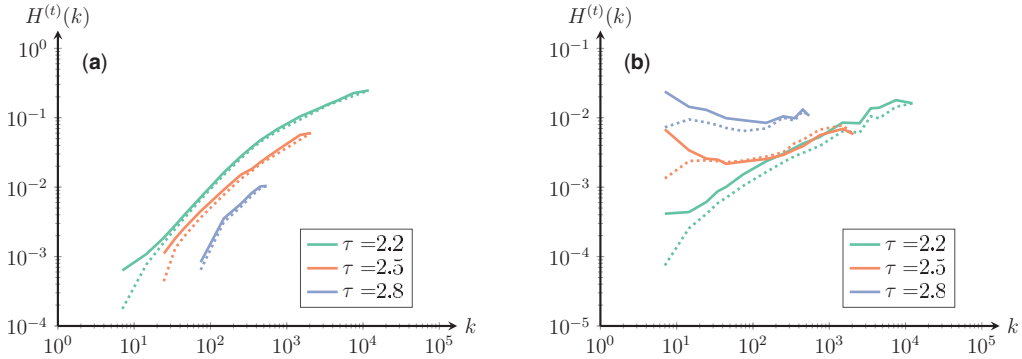 H^{(t)}(k)
10^0
(a)
10^{-1}
10^{-2}
10^{-3}
τ =2.2
τ =2.5
τ =2.8
10^{-4}
10^0 10^1 10^2 10^3 10^4 10^5 k
H^{(t)}(k)
10^{-1}
(b)
10^{-2}
10^{-3}
10^{-4}
τ =2.2
τ =2.5
τ =2.8
10^{-5}
10^0 10^1 10^2 10^3 10^4 10^5 k